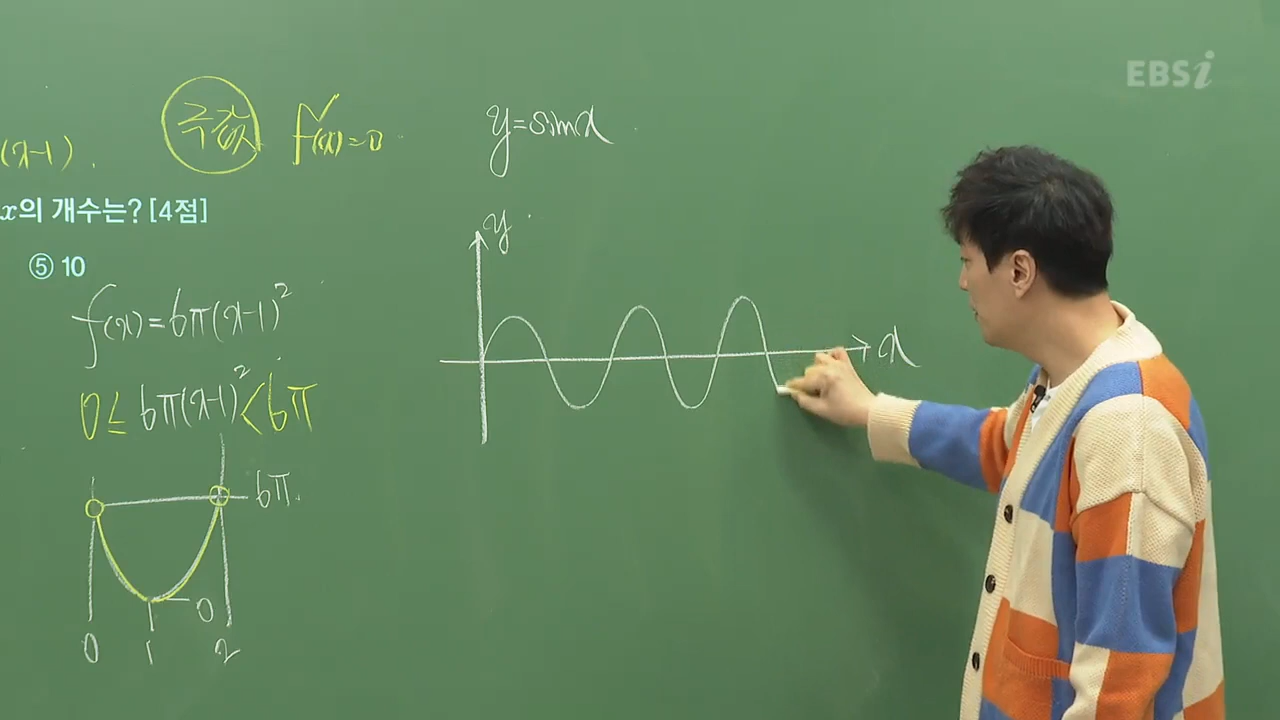 EBSi
(x-1).
극값 f'(x)=0
y=sinx
x의 개수는? [4점]
⑤ 10
f(x)=6π(x-1)²
0≤ 6π(x-1)² <6π
6π.
0
0 1 2
y
x